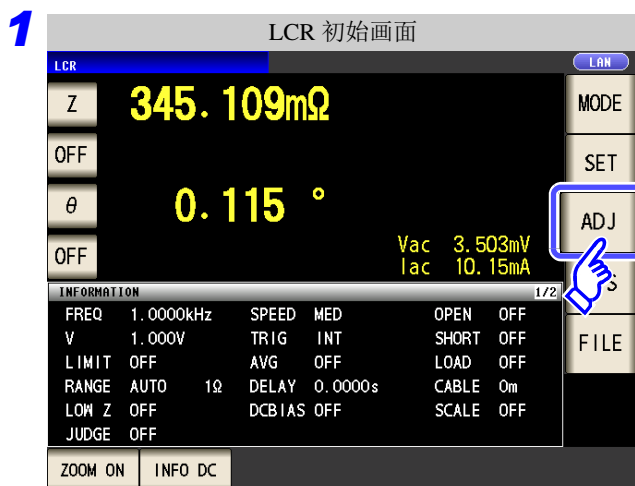 1
LCR 初始画面
LCR
LAN
Z 345.109mΩ
MODE
OFF
SET
θ 0.115 °
ADJ
OFF
Vac 3.503mV
Iac 10.15mA
S
INFORMATION 1/2
FREQ 1.0000kHz SPEED MED OPEN OFF
V 1.000V TRIG INT SHORT OFF
FILE
LIMIT OFF AVG OFF LOAD OFF
RANGE AUTO 1Ω DELAY 0.0000s CABLE 0m
LOW Z OFF DCBIAS OFF SCALE OFF
JUDGE OFF
ZOOM ON INFO DC